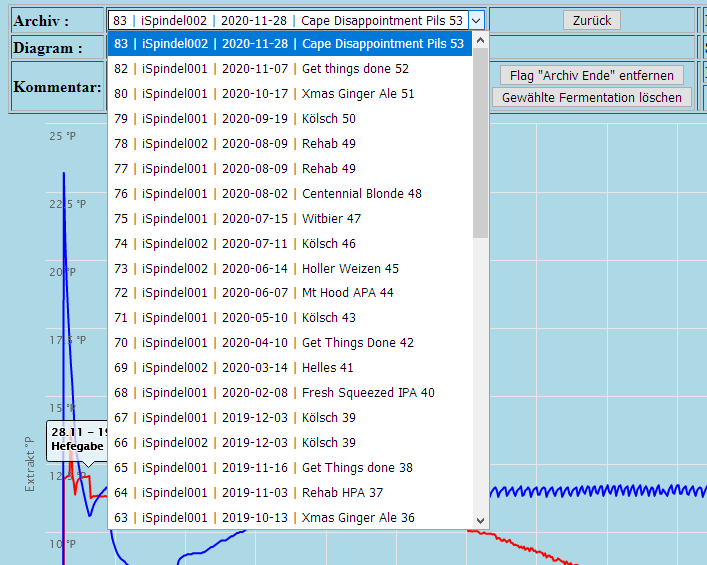 Archiv :
83 | iSpindel002 | 2020-11-28 | Cape Disappointment Pils 53
Zurück
Diagram :
Kommentar:
Flag "Archiv Ende" entfernen
Gewählte Fermentation löschen
83 | iSpindel002 | 2020-11-28 | Cape Disappointment Pils 53
82 | iSpindel001 | 2020-11-07 | Get things done 52
80 | iSpindel001 | 2020-10-17 | Xmas Ginger Ale 51
79 | iSpindel001 | 2020-09-19 | Kölsch 50
78 | iSpindel002 | 2020-08-09 | Rehab 49
77 | iSpindel001 | 2020-08-09 | Rehab 49
76 | iSpindel001 | 2020-08-02 | Centennial Blonde 48
75 | iSpindel001 | 2020-07-15 | Witbier 47
74 | iSpindel002 | 2020-07-11 | Kölsch 46
73 | iSpindel002 | 2020-06-14 | Holler Weizen 45
72 | iSpindel001 | 2020-06-07 | Mt Hood APA 44
71 | iSpindel001 | 2020-05-10 | Kölsch 43
70 | iSpindel001 | 2020-04-10 | Get Things Done 42
69 | iSpindel002 | 2020-03-14 | Helles 41
68 | iSpindel001 | 2020-02-08 | Fresh Squeezed IPA 40
67 | iSpindel001 | 2019-12-03 | Kölsch 39
66 | iSpindel002 | 2019-12-03 | Kölsch 39
65 | iSpindel001 | 2019-11-16 | Get Things done 38
64 | iSpindel001 | 2019-11-03 | Rehab HPA 37
63 | iSpindel001 | 2019-10-13 | Xmas Ginger Ale 36
25 °P
22.5 °P
20 °P
17.5 °P
15 °P
12.5 °P
10 °P
Extrakt °P
28.11 - 19
Hefegabe